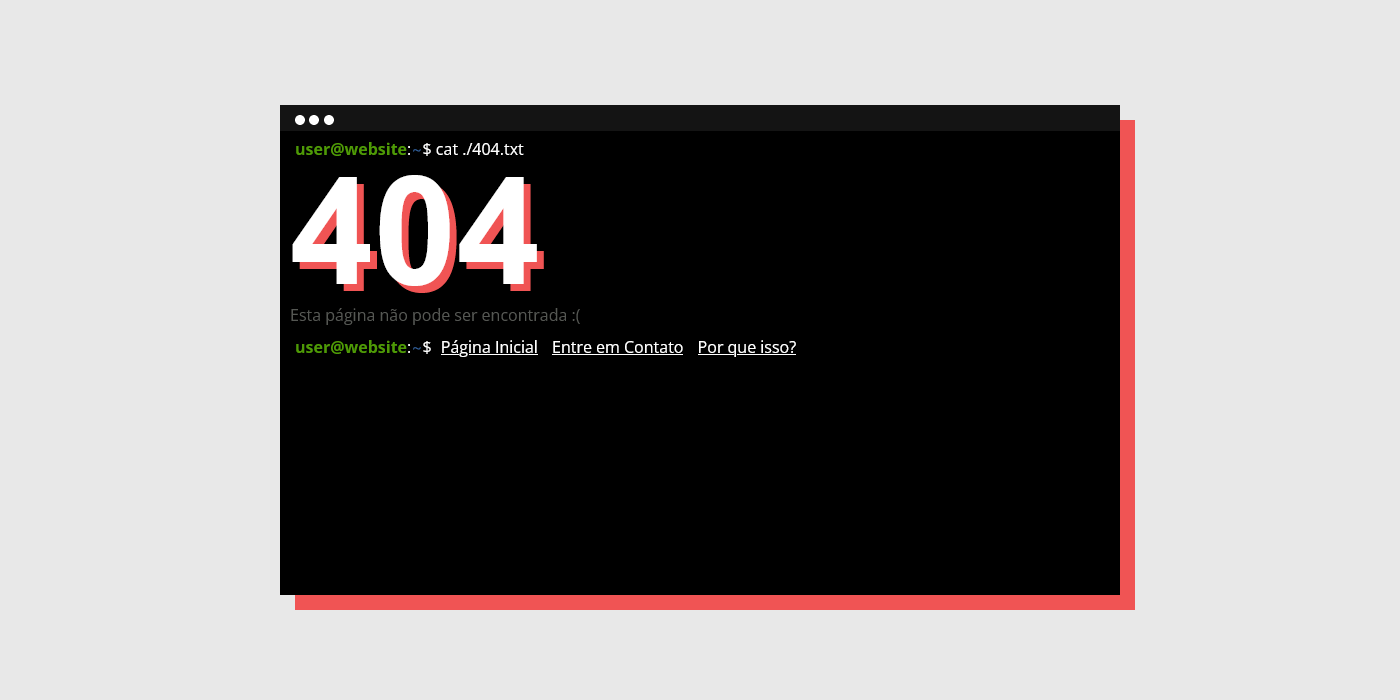 user@website:~$ cat ./404.txt
404
Esta página não pode ser encontrada :(
user@website:~$ Página Inicial Entre em Contato Por que isso?